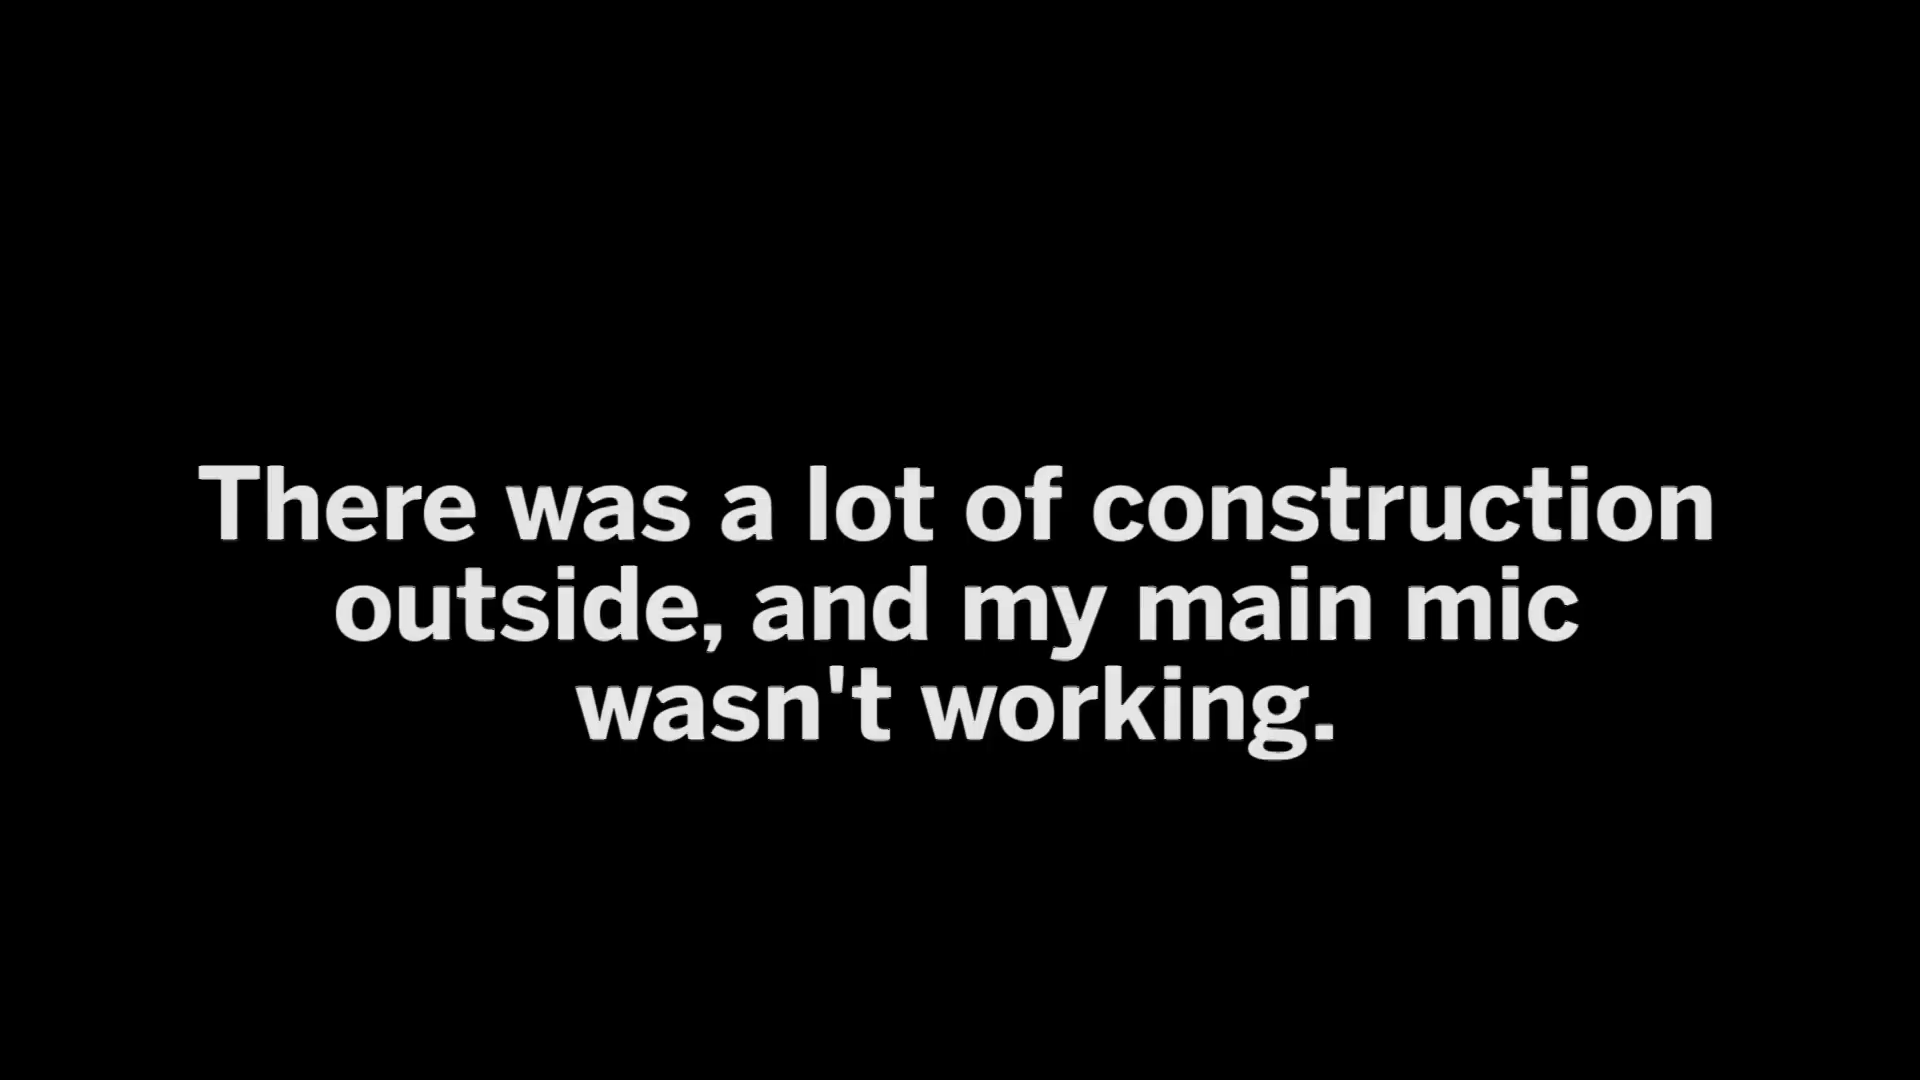 There was a lot of construction
outside, and my main mic
wasn't working.